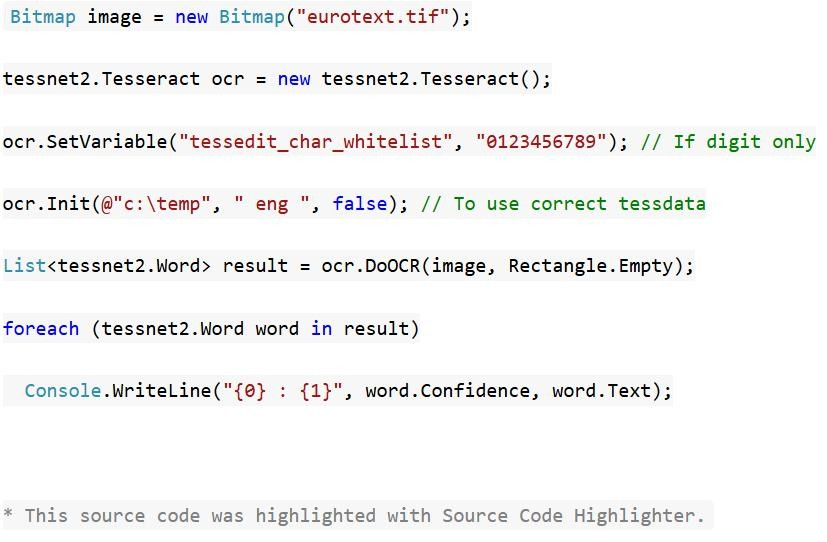 Bitmap image = new Bitmap("eurotext.tif");
tessnet2.Tesseract ocr = new tessnet2.Tesseract();
ocr.SetVariable("tessedit_char_whitelist", "0123456789"); // If digit only
ocr.Init(@"c:\temp", " eng ", false); // To use correct tessdata
List<tessnet2.Word> result = ocr.DoOCR(image, Rectangle.Empty);
foreach (tessnet2.Word word in result)
Console.WriteLine("{0} : {1}", word.Confidence, word.Text);
* This source code was highlighted with Source Code Highlighter.